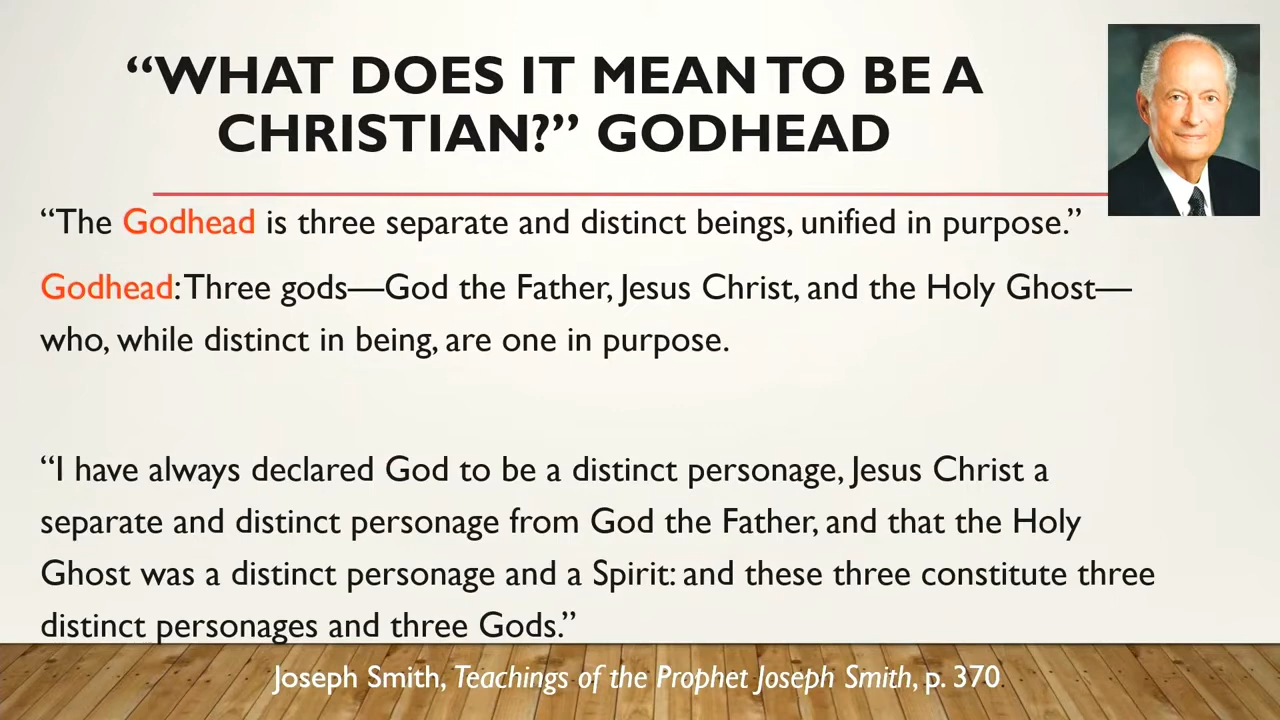 “WHAT DOES IT MEAN TO BE A
CHRISTIAN?” GODHEAD
“The Godhead is three separate and distinct beings, unified in purpose.”
Godhead: Three gods—God the Father, Jesus Christ, and the Holy Ghost—
who, while distinct in being, are one in purpose.
“I have always declared God to be a distinct personage, Jesus Christ a
separate and distinct personage from God the Father, and that the Holy
Ghost was a distinct personage and a Spirit: and these three constitute three
distinct personages and three Gods.”
Joseph Smith, Teachings of the Prophet Joseph Smith, p. 370